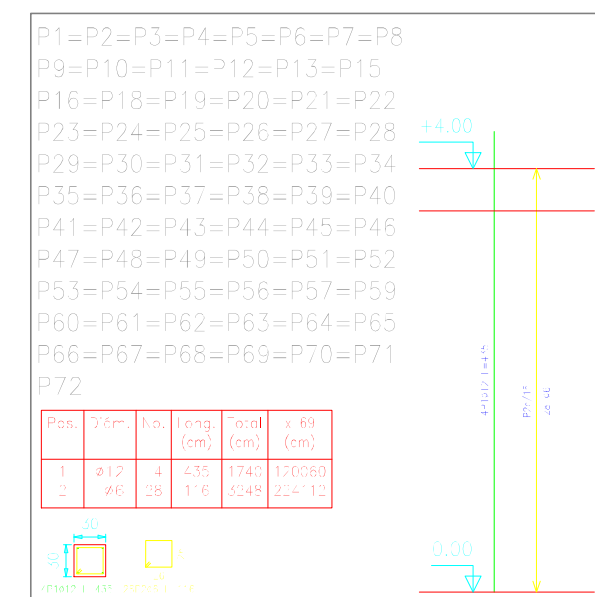 P1=P2=P3=P4=P5=P6=P7=P8
P9=P10=P11=P12=P13=P15
P16=P18=P19=P20=P21=P22
P23=P24=P25=P26=P27=P28
P29=P30=P31=P32=P33=P34
P35=P36=P37=P38=P39=P40
P41=P42=P43=P44=P45=P46
P47=P48=P49=P50=P51=P52
P53=P54=P55=P56=P57=P59
P60=P61=P62=P63=P64=P65
P66=P67=P68=P69=P70=P71
P72
Pos. Diém. No. Long. Total x 69
(cm) (cm) (cm)
1 Ø12 4 435 1740 120060
2 Ø6 28 116 3248 224112
30
30
+4.00
0.00
4P1Ø12 L=435